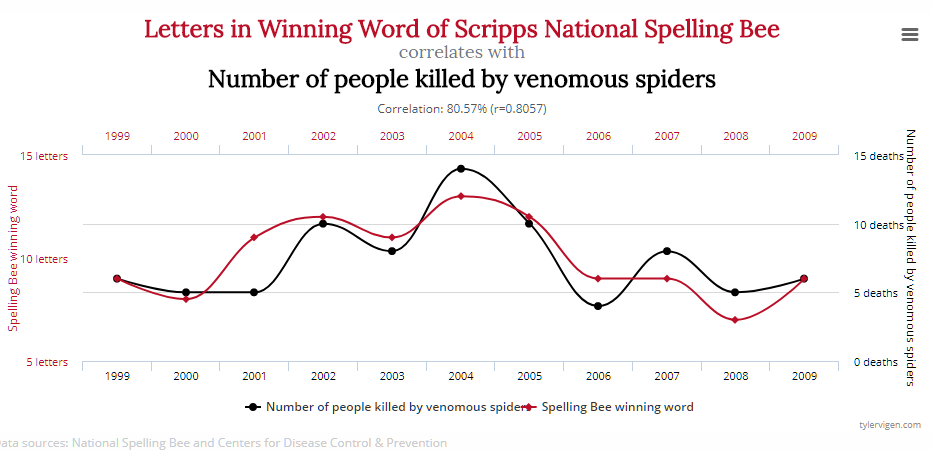 Letters in Winning Word of Scripps National Spelling Bee
correlates with
Number of people killed by venomous spiders
Correlation: 80.57% (r=0.8057)
1999 2000 2001 2002 2003 2004 2005 2006 2007 2008 2009
15 letters
10 letters
5 letters
Spelling Bee winning word
15 deaths
10 deaths
5 deaths
0 deaths
Number of people killed by venomous spiders
1999 2000 2001 2002 2003 2004 2005 2006 2007 2008 2009
Number of people killed by venomous spiders Spelling Bee winning word
tylervigen.com
ata sources: National Spelling Bee and Centers for Disease Control & Prevention